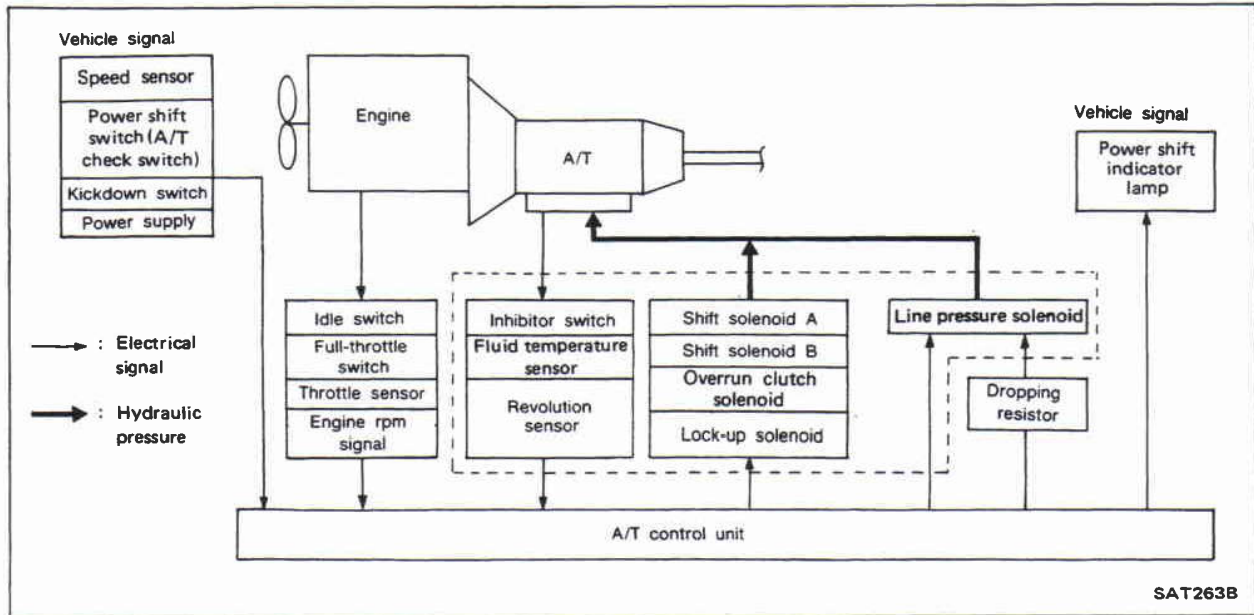 Vehicle signal
Speed sensor
Power shift
switch (A/T
check switch)
Kickdown switch
Power supply
Engine
A/T
Vehicle signal
Power shift
indicator
lamp
Idle switch
Full-throttle
switch
Throttle sensor
Engine rpm
signal
Inhibitor switch
Fluid temperature
sensor
Revolution
sensor
Shift solenoid A
Shift solenoid B
Overrun clutch
solenoid
Lock-up solenoid
Line pressure solenoid
Dropping
resistor
: Electrical
signal
: Hydraulic
pressure
A/T control unit
SAT263B